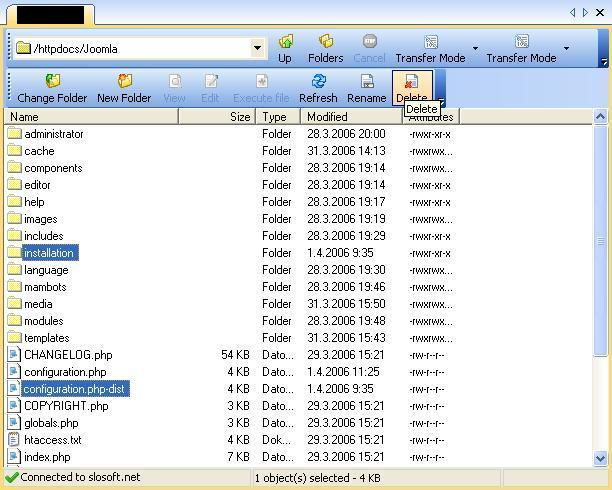 /httpdocs/Joomla
Up Folders Cancel Transfer Mode Transfer Mode
Change Folder New Folder View Edit Execute file Refresh Rename Delete
Delete
Name Size Type Modified Attributes
administrator Folder 28.3.2006 20:00 -rwxr-xr-x
cache Folder 31.3.2006 14:13 -rwxrwx...
components Folder 28.3.2006 19:14 -rwxrwx...
editor Folder 28.3.2006 19:14 -rwxr-xr-x
help Folder 28.3.2006 19:17 -rwxr-xr-x
images Folder 28.3.2006 19:19 -rwxrwx...
includes Folder 28.3.2006 19:29 -rwxr-xr-x
installation Folder 1.4.2006 9:35 -rwxr-xr-x
language Folder 28.3.2006 19:30 -rwxrwx...
mambots Folder 28.3.2006 19:46 -rwxrwx...
media Folder 31.3.2006 15:50 -rwxrwx...
modules Folder 28.3.2006 19:48 -rwxrwx...
templates Folder 31.3.2006 15:43 -rwxrwx...
CHANGELOG.php 54 KB Dato... 29.3.2006 15:21 -rw-r--r--
configuration.php 4 KB Dato... 1.4.2006 11:25 -rw-r--r--
configuration.php-dist 4 KB Dato... 1.4.2006 9:35 -rw-r--r--
COPYRIGHT.php 3 KB Dato... 29.3.2006 15:21 -rw-r--r--
globals.php 3 KB Dato... 29.3.2006 15:21 -rw-r--r--
htaccess.txt 4 KB Dok... 29.3.2006 15:21 -rw-r--r--
index.php 7 KB Dato... 29.3.2006 15:21 -rw-r--r--
Connected to slosoft.net 1 object(s) selected - 4 KB